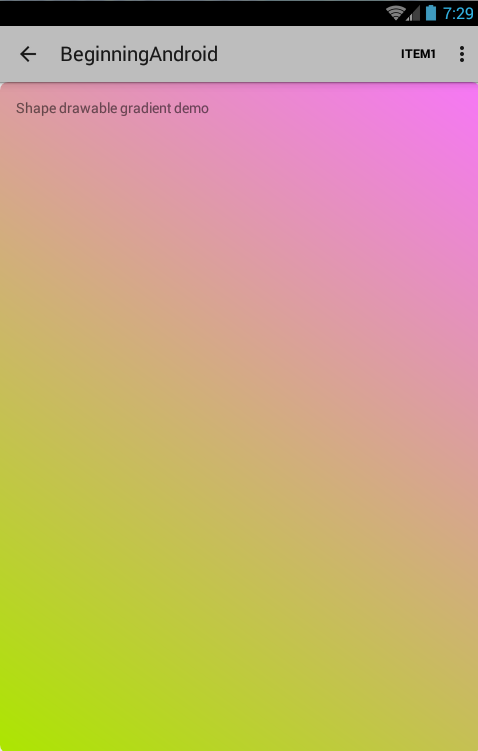 7:29
BeginningAndroid ITEM1
Shape drawable gradient demo